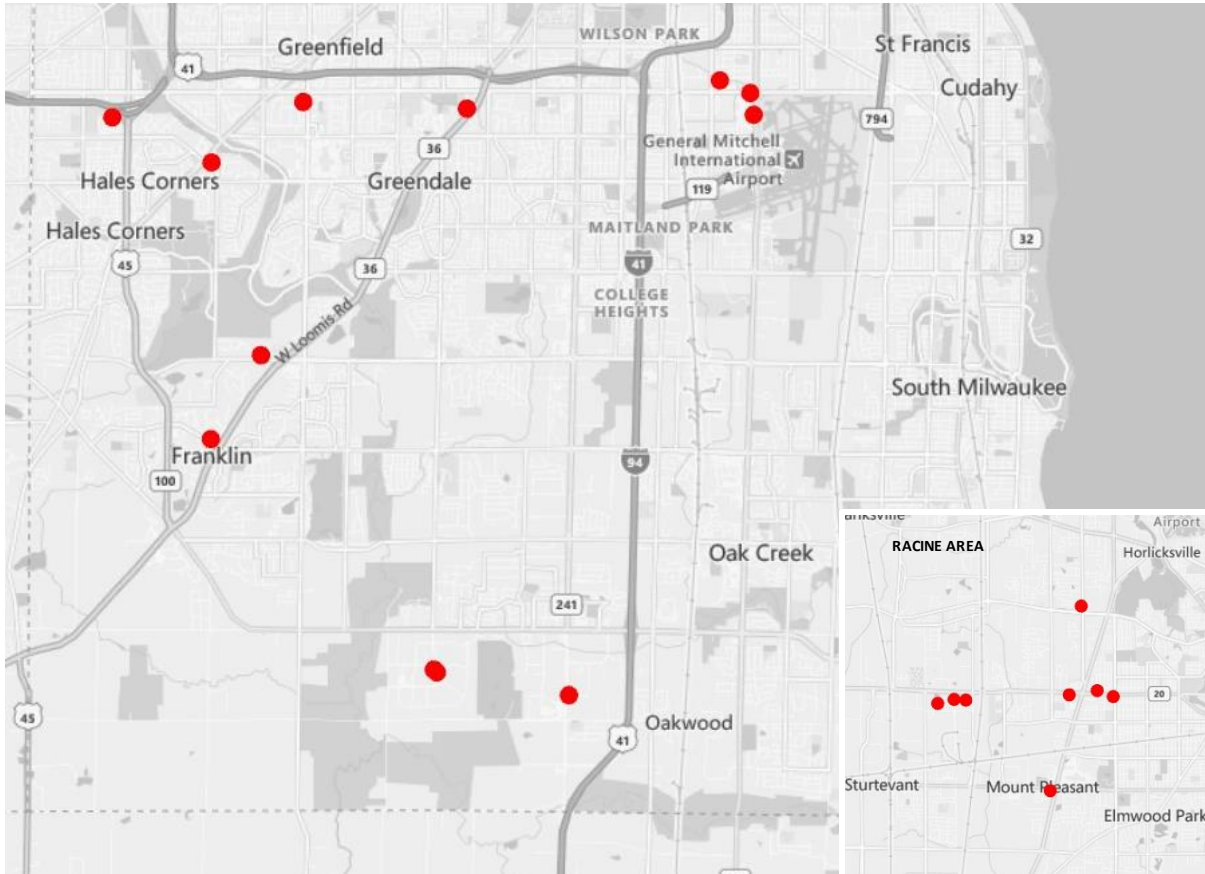 WILSON PARK
St Francis
Greenfield
41
Cudahy
794
General Mitchell
International
Airport
36
Hales Corners
Greendale
119
Hales Corners
MAITLAND PARK
32
45
36
41
COLLEGE
HEIGHTS
W Loomis Rd
South Milwaukee
Franklin
94
100
Oak Creek
241
45
Oakwood
41
anksville
Airport
RACINE AREA
Horlicksville
20
Sturtevant
Mount Pleasant
Elmwood Park